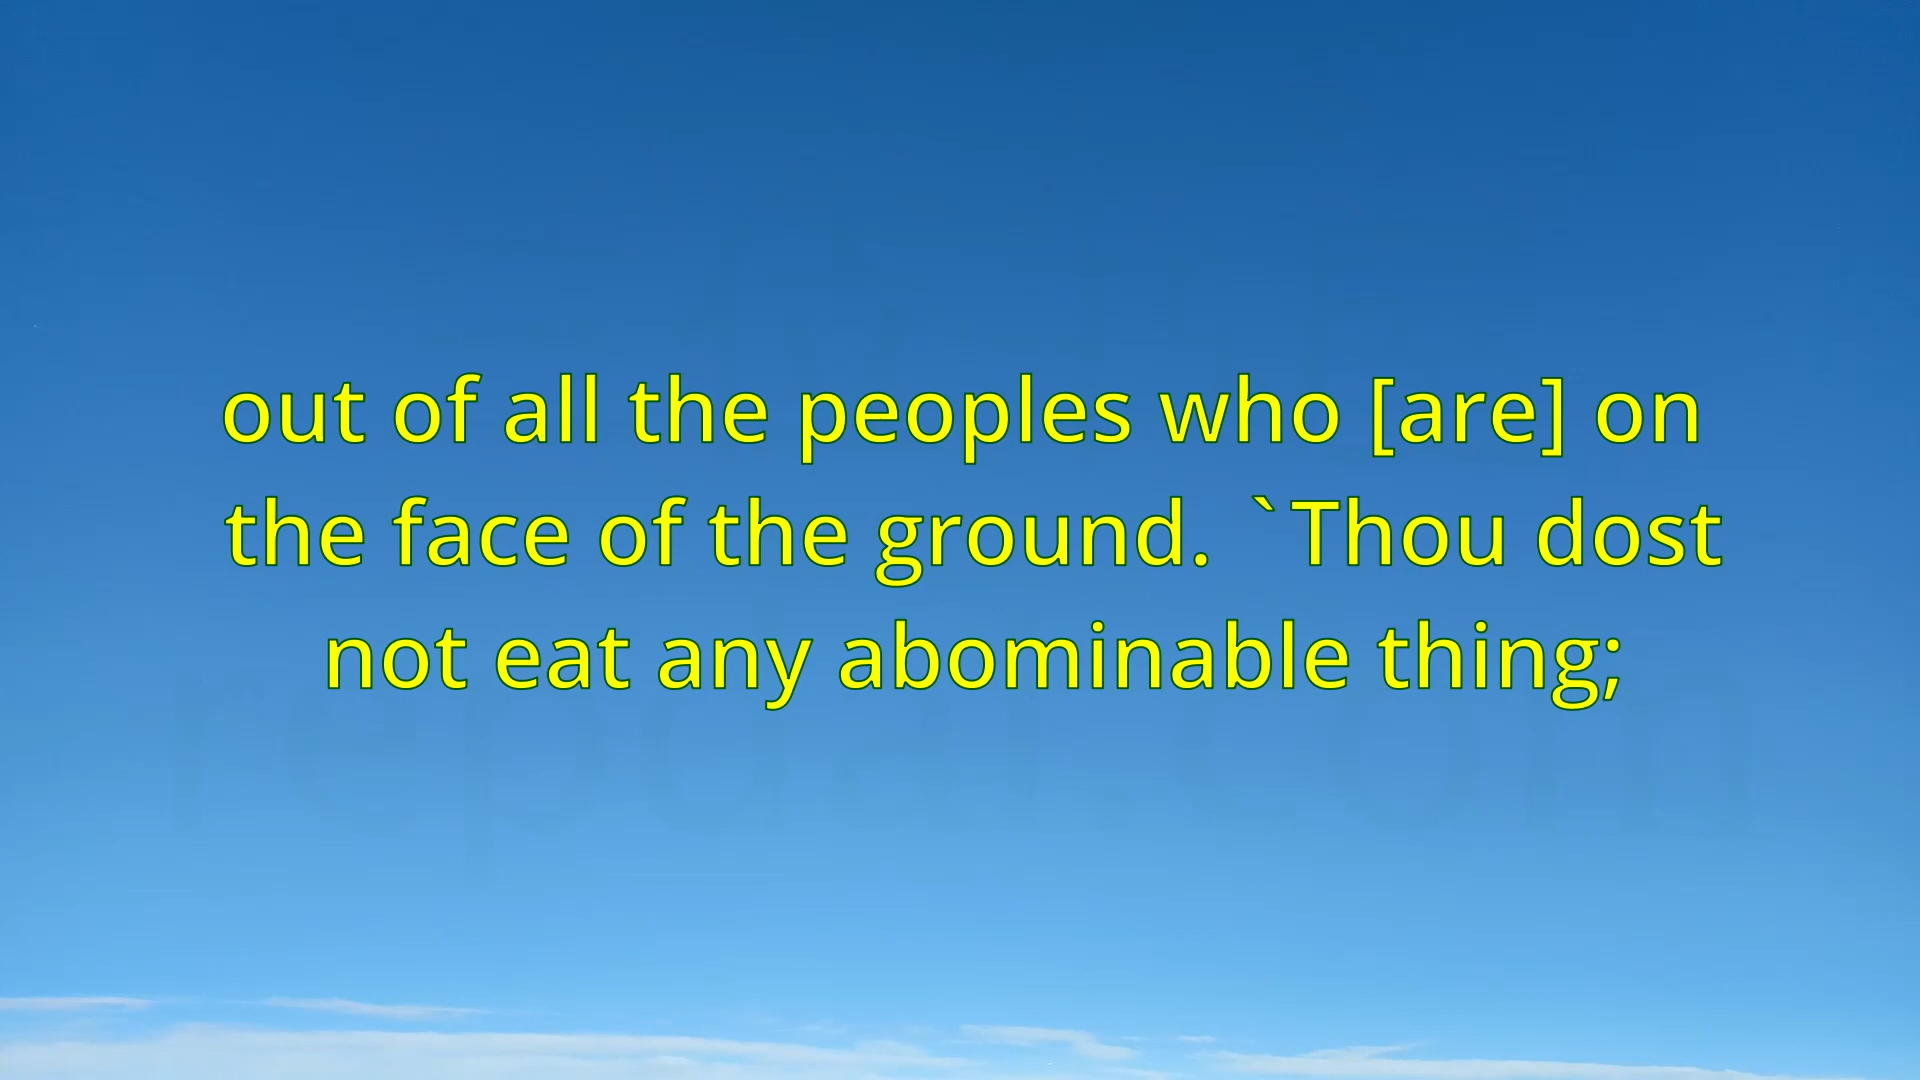 out of all the peoples who [are] on
the face of the ground.  `Thou dost
not eat any abominable thing;